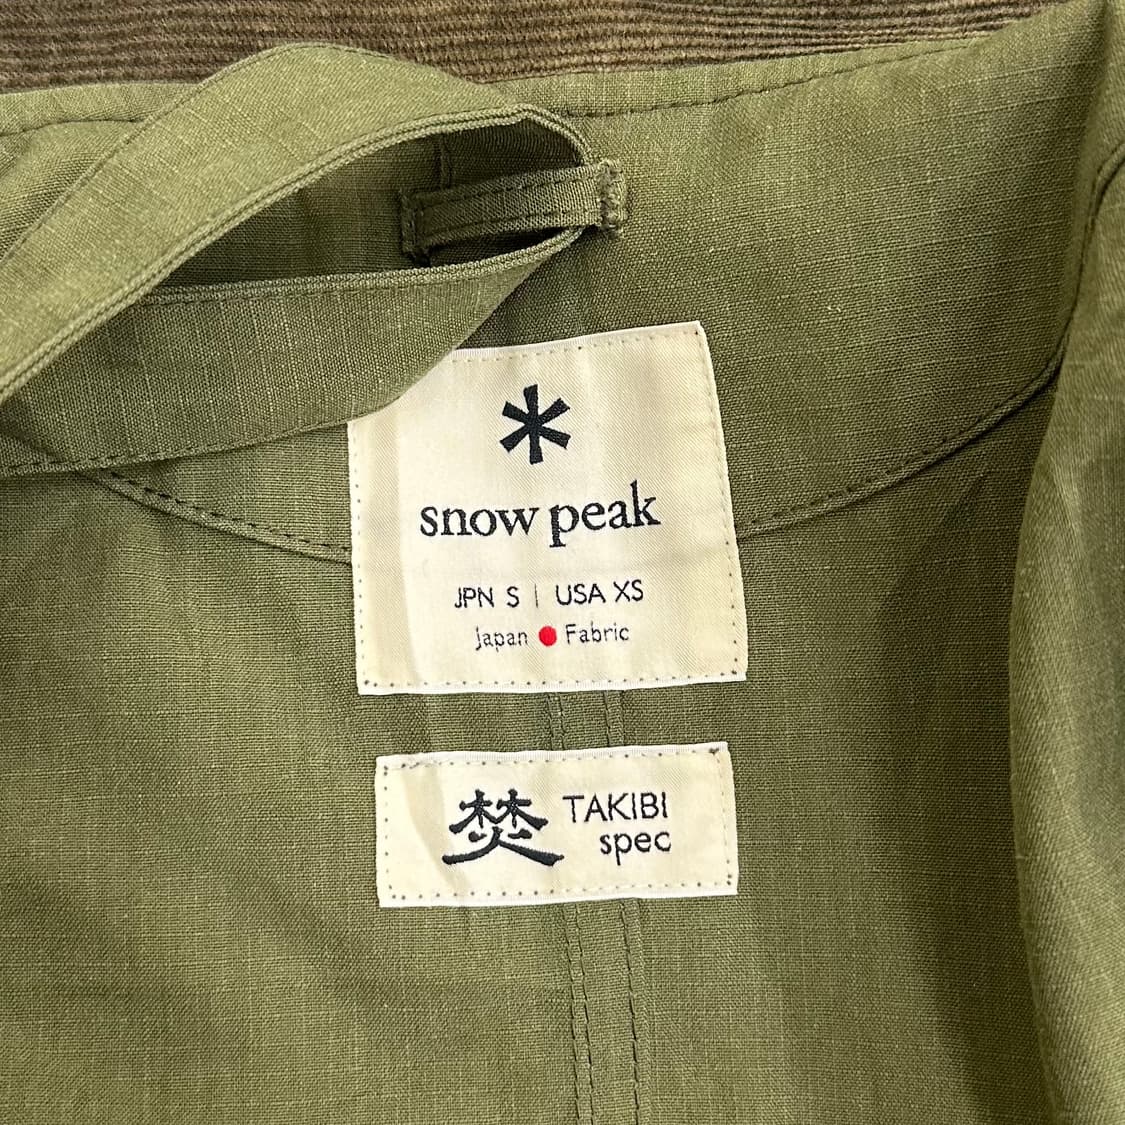 snow peak
JPN S | USA XS
Japan ● Fabric
焚 TAKIBI
spec